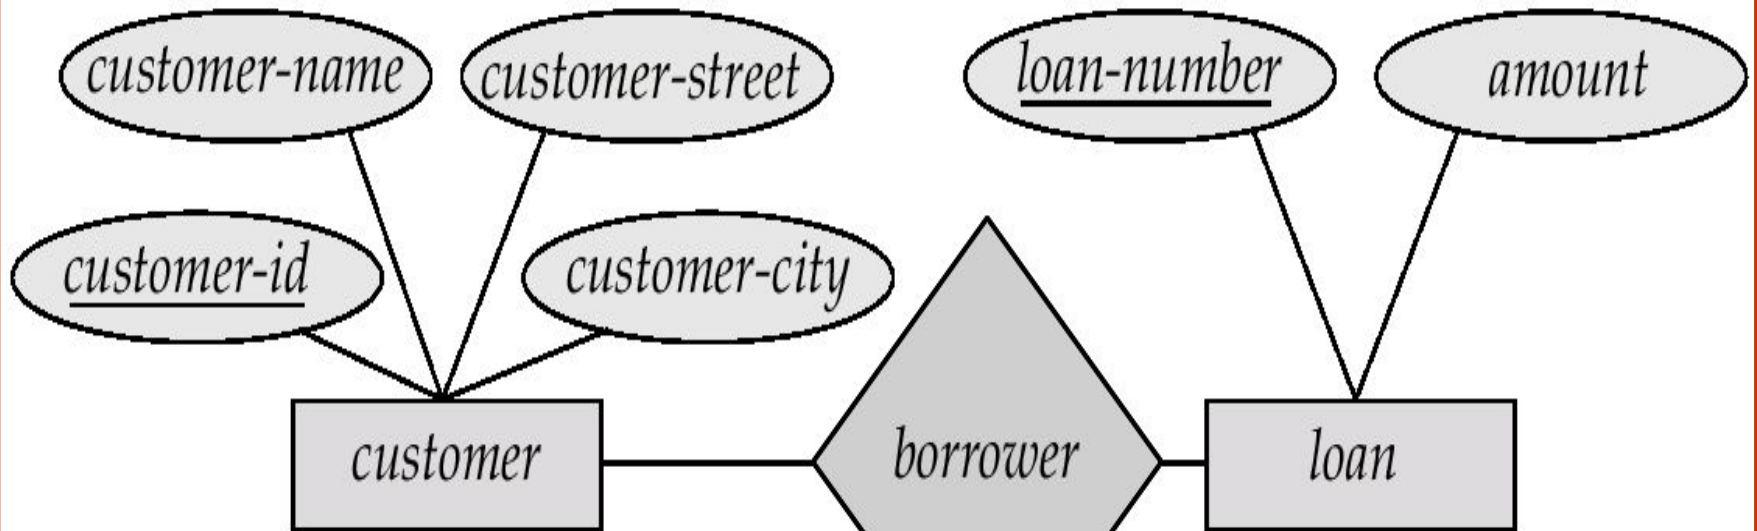 customer-name
customer-street
loan-number
amount
customer-id
customer-city
customer
borrower
loan